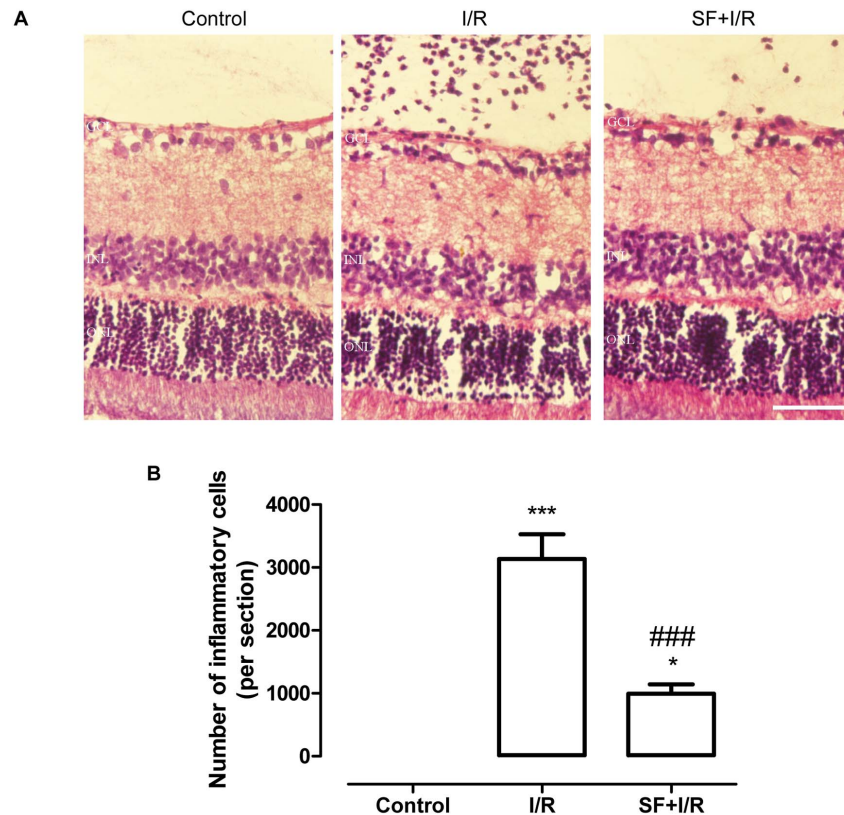 A
Control
I/R
SF+I/R
GCL
GCL
GCL
INL
INL
INL
ONL
ONL
ONL
B
Number of inflammatory cells
(per section)
4000
3000
2000
1000
0
***
###
*
Control
I/R
SF+I/R